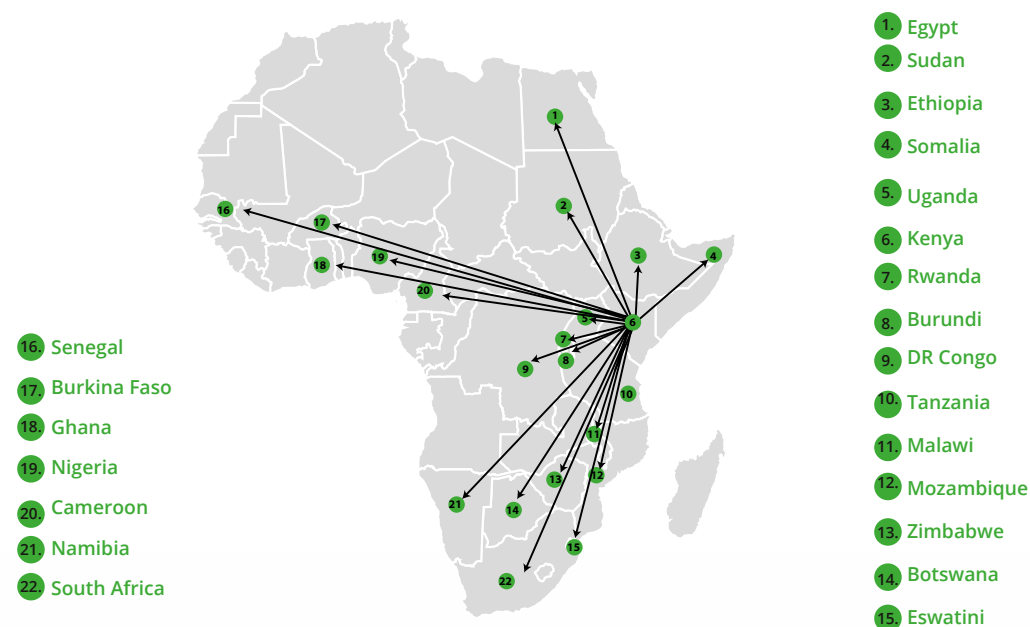 1. Egypt
2. Sudan
3. Ethiopia
4. Somalia
5. Uganda
6. Kenya
7. Rwanda
8. Burundi
9. DR Congo
10. Tanzania
11. Malawi
12. Mozambique
13. Zimbabwe
14. Botswana
15. Eswatini
16. Senegal
17. Burkina Faso
18. Ghana
19. Nigeria
20. Cameroon
21. Namibia
22. South Africa
1
2
16
17
3
4
19
18
20
5
6
7
8
9
10
11
12
13
21
14
15
22